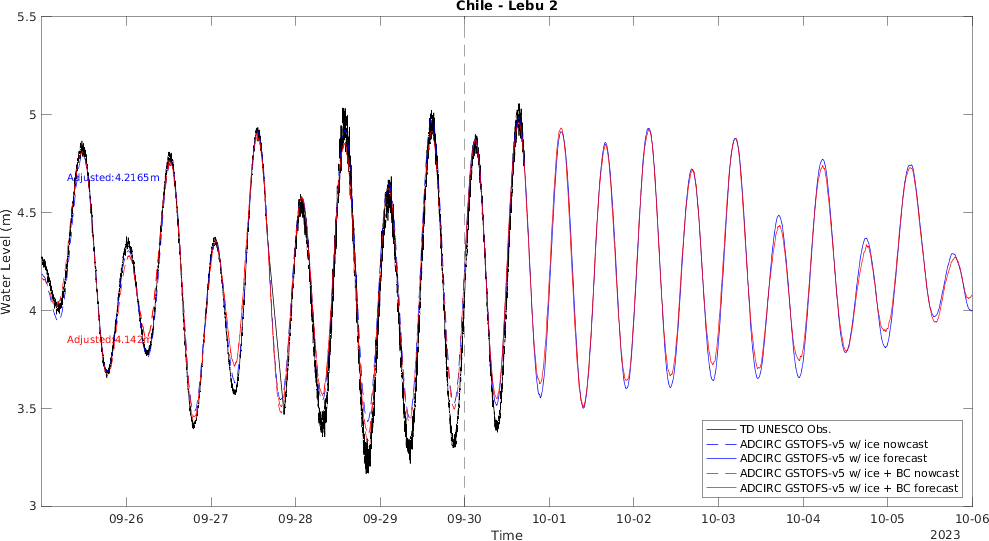 Chile - Lebu 2
5.5
5
4.5
4
3.5
3
Water Level (m)
Adjusted:4.2165m
Adjusted:4.142m
TD UNESCO Obs.
ADCIRC GSTOFS-v5 w/ ice nowcast
ADCIRC GSTOFS-v5 w/ ice forecast
ADCIRC GSTOFS-v5 w/ ice + BC nowcast
ADCIRC GSTOFS-v5 w/ ice + BC forecast
09-26 09-27 09-28 09-29 09-30 10-01 10-02 10-03 10-04 10-05 10-06
Time
2023